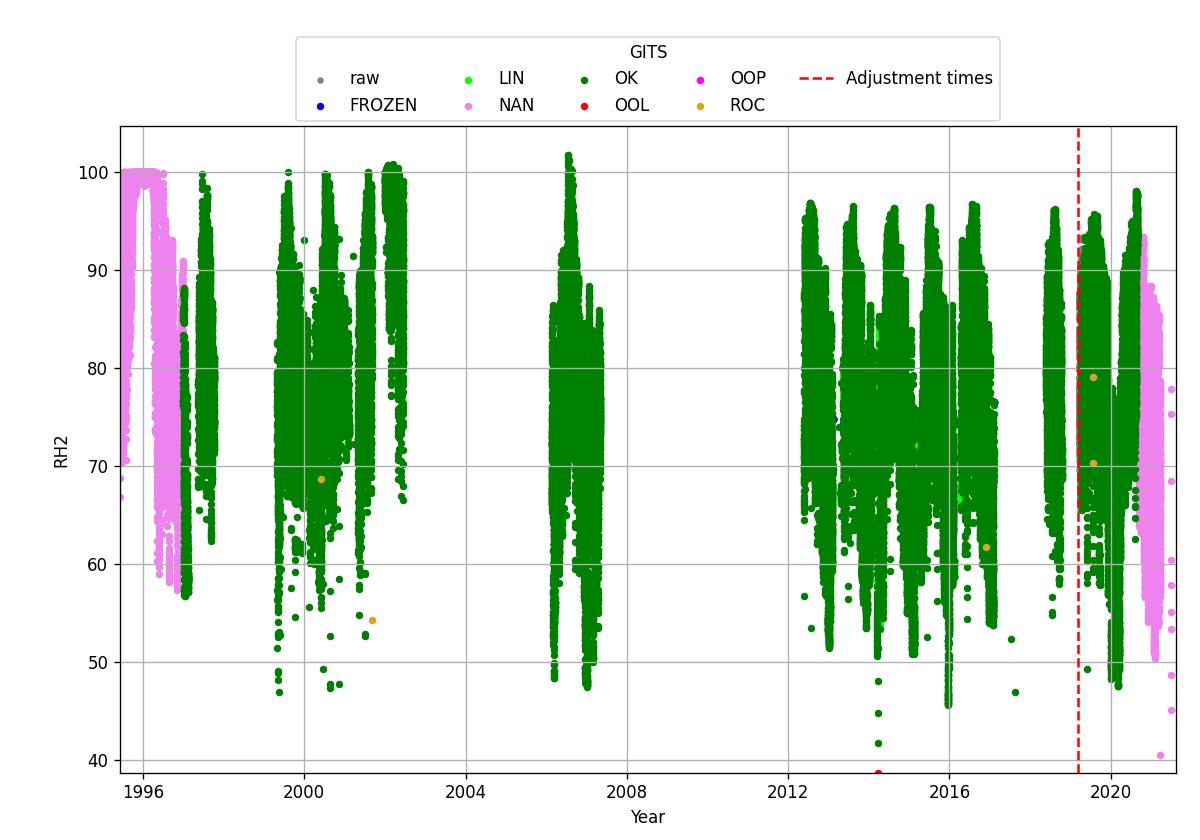 GITS
raw LIN OK OOP Adjustment times
FROZEN NAN OOL ROC
100
90
80
70
60
50
40
RH2
1996 2000 2004 2008 2012 2016 2020
Year